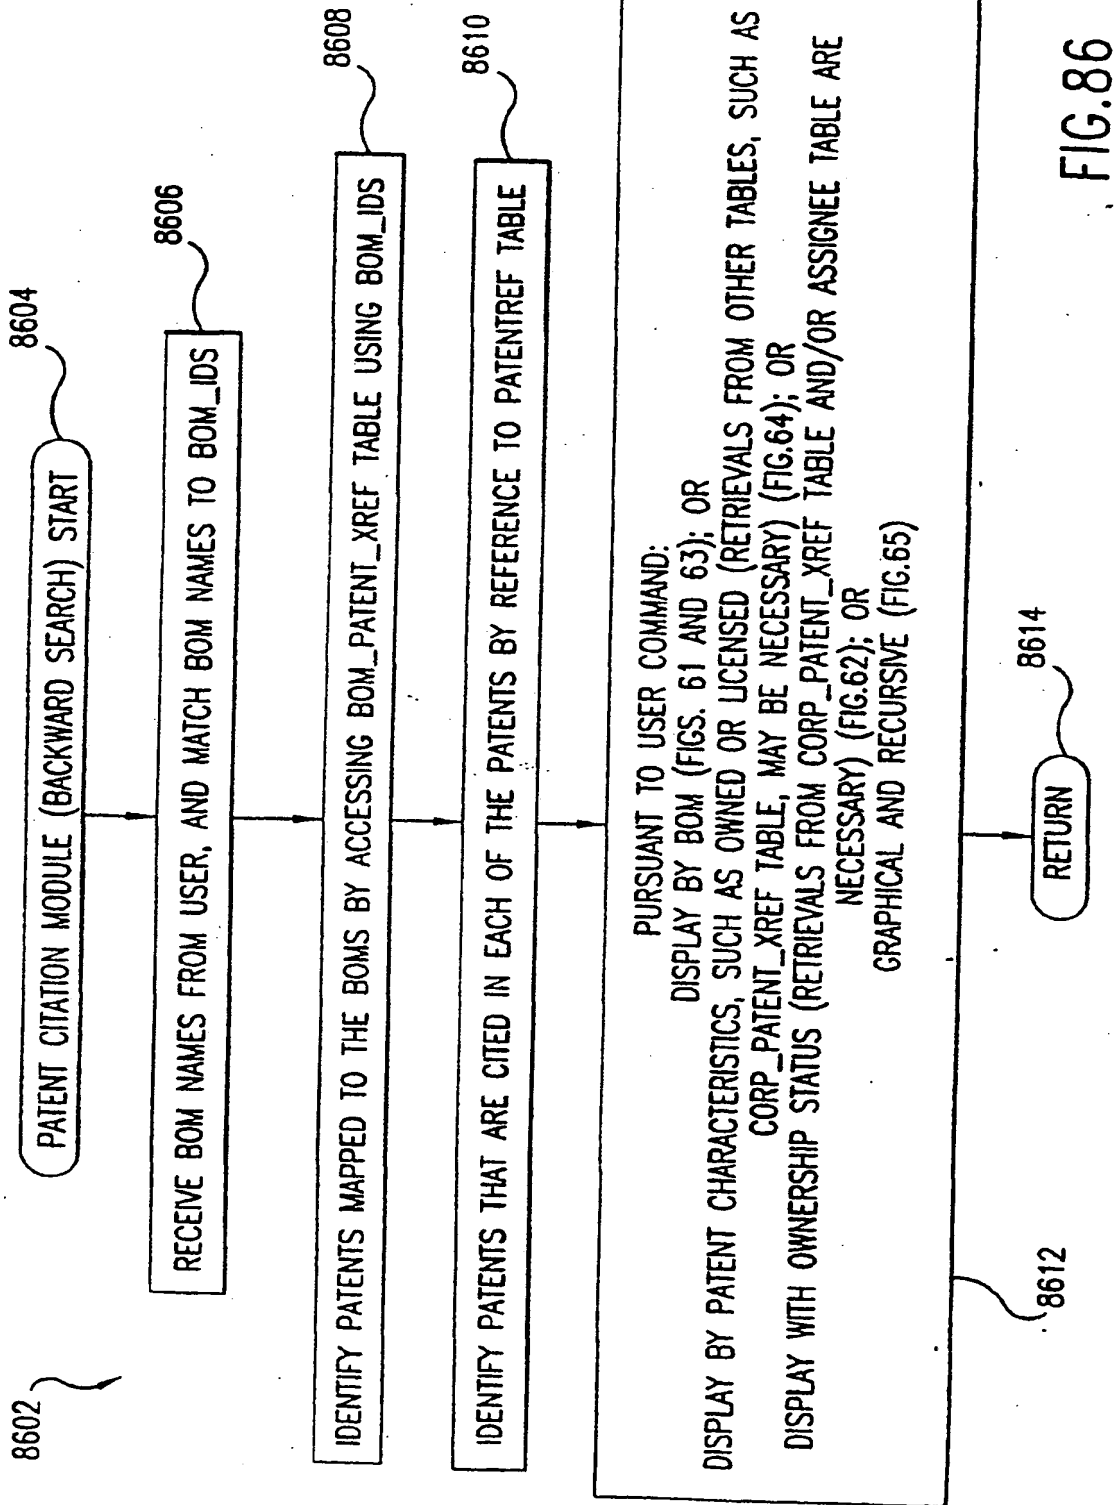 8602
8604
PATENT CITATION MODULE (BACKWARD SEARCH) START
8606
RECEIVE BOM NAMES FROM USER, AND MATCH BOM NAMES TO BOM_IDS
8608
IDENTIFY PATENTS MAPPED TO THE BOMS BY ACCESSING BOM_PATENT_XREF TABLE USING BOM_IDS
8610
IDENTIFY PATENTS THAT ARE CITED IN EACH OF THE PATENTS BY REFERENCE TO PATENTREF TABLE
PURSUANT TO USER COMMAND:
DISPLAY BY BOM (FIGS. 61 AND 63); OR
DISPLAY BY PATENT CHARACTERISTICS, SUCH AS OWNED OR LICENSED (RETRIEVALS FROM OTHER TABLES, SUCH AS
CORP_PATENT_XREF TABLE, MAY BE NECESSARY) (FIG.64); OR
DISPLAY WITH OWNERSHIP STATUS (RETRIEVALS FROM CORP_PATENT_XREF TABLE AND/OR ASSIGNEE TABLE ARE
NECESSARY) (FIG.62); OR
GRAPHICAL AND RECURSIVE (FIG.65)
8612
8614
RETURN
FIG.86